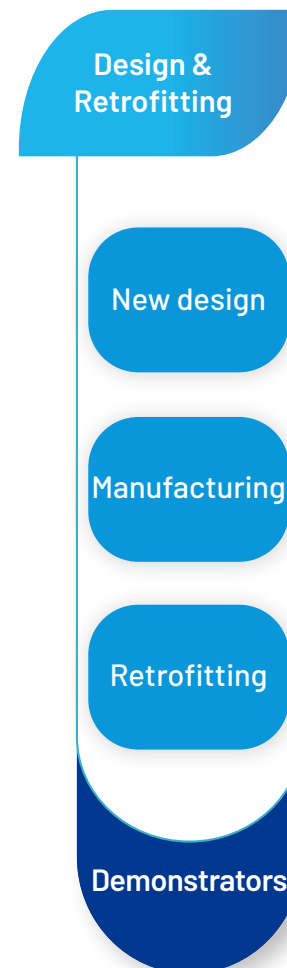 Design &
Retrofitting
New design
Manufacturing
Retrofitting
Demonstrators